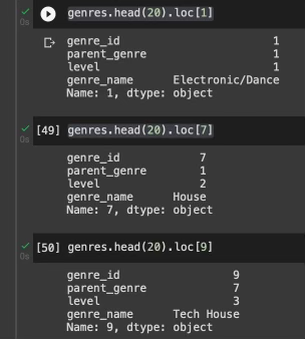 genres.head(20).loc[1]
0s
genre_id 1
parent_genre 1
level 1
genre_name Electronic/Dance
Name: 1, dtype: object
[49] genres.head(20).loc[7]
0s
genre_id 7
parent_genre 1
level 2
genre_name House
Name: 7, dtype: object
[50] genres.head(20).loc[9]
0s
genre_id 9
parent_genre 7
level 3
genre_name Tech House
Name: 9, dtype: object